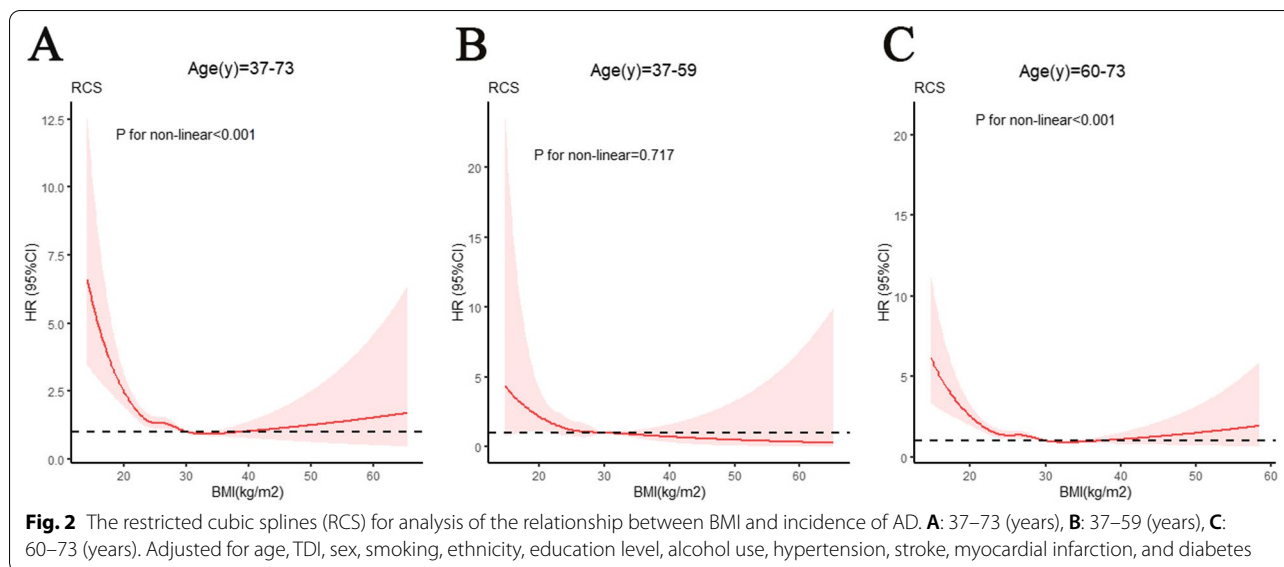 A
Age(y)=37-73
RCS
P for non-linear<0.001
12.5
10.0
7.5
5.0
2.5
0.0
HR (95%CI)
20
30
40
50
60
BMI(kg/m2)
B
Age(y)=37-59
RCS
P for non-linear=0.717
20
15
10
5
0
HR (95%CI)
20
30
40
50
60
BMI(kg/m2)
C
Age(y)=60-73
RCS
P for non-linear<0.001
20
15
10
5
0
HR (95%CI)
20
30
40
50
60
BMI(kg/m2)
Fig. 2 The restricted cubic splines (RCS) for analysis of the relationship between BMI and incidence of AD. A: 37–73 (years), B: 37–59 (years), C:
60–73 (years). Adjusted for age, TDI, sex, smoking, ethnicity, education level, alcohol use, hypertension, stroke, myocardial infarction, and diabetes